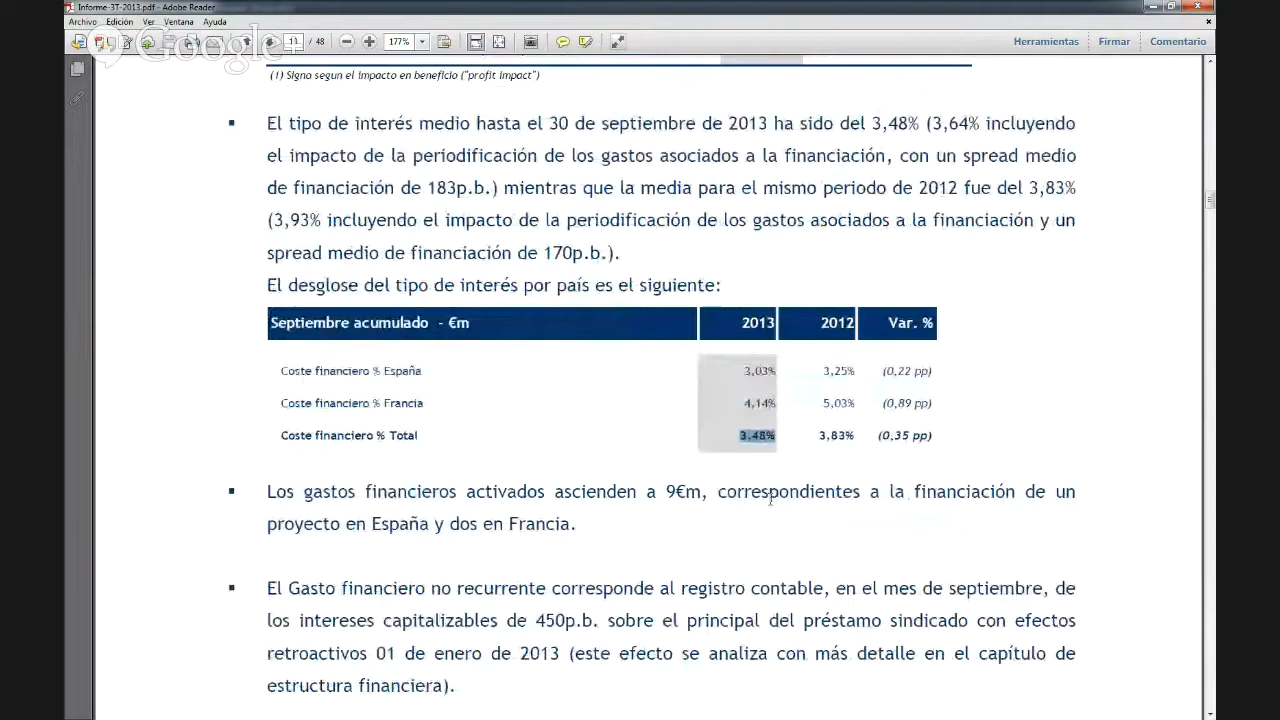 Informe-3T-2013.pdf - Adobe Reader
Archivo Edición Ver Ventana Ayuda
Google+
13 / 48 177% Herramientas Firmar Comentario
(1) Signo segun el impacto en beneficio ("profit impact")
▪ El tipo de interés medio hasta el 30 de septiembre de 2013 ha sido del 3,48% (3,64% incluyendo
el impacto de la periodificación de los gastos asociados a la financiación, con un spread medio
de financiación de 183p.b.) mientras que la media para el mismo periodo de 2012 fue del 3,83%
(3,93% incluyendo el impacto de la periodificación de los gastos asociados a la financiación y un
spread medio de financiación de 170p.b.).
El desglose del tipo de interés por país es el siguiente:
Septiembre acumulado - €m 2013 2012 Var. %
Coste financiero % España 3,03% 3,25% (0,22 pp)
Coste financiero % Francia 4,14% 5,03% (0,89 pp)
Coste financiero % Total 3,48% 3,83% (0,35 pp)
▪ Los gastos financieros activados ascienden a 9€m, correspondientes a la financiación de un
proyecto en España y dos en Francia.
▪ El Gasto financiero no recurrente corresponde al registro contable, en el mes de septiembre, de
los intereses capitalizables de 450p.b. sobre el principal del préstamo sindicado con efectos
retroactivos 01 de enero de 2013 (este efecto se analiza con más detalle en el capítulo de
estructura financiera).